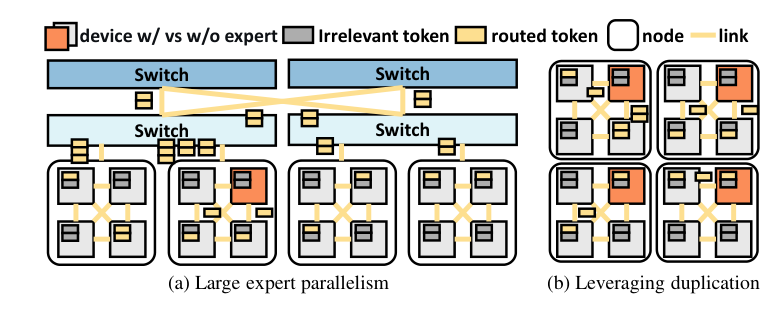 device w/ vs w/o expert Irrelevant token routed token node link
Switch Switch
Switch Switch
(a) Large expert parallelism (b) Leveraging duplication